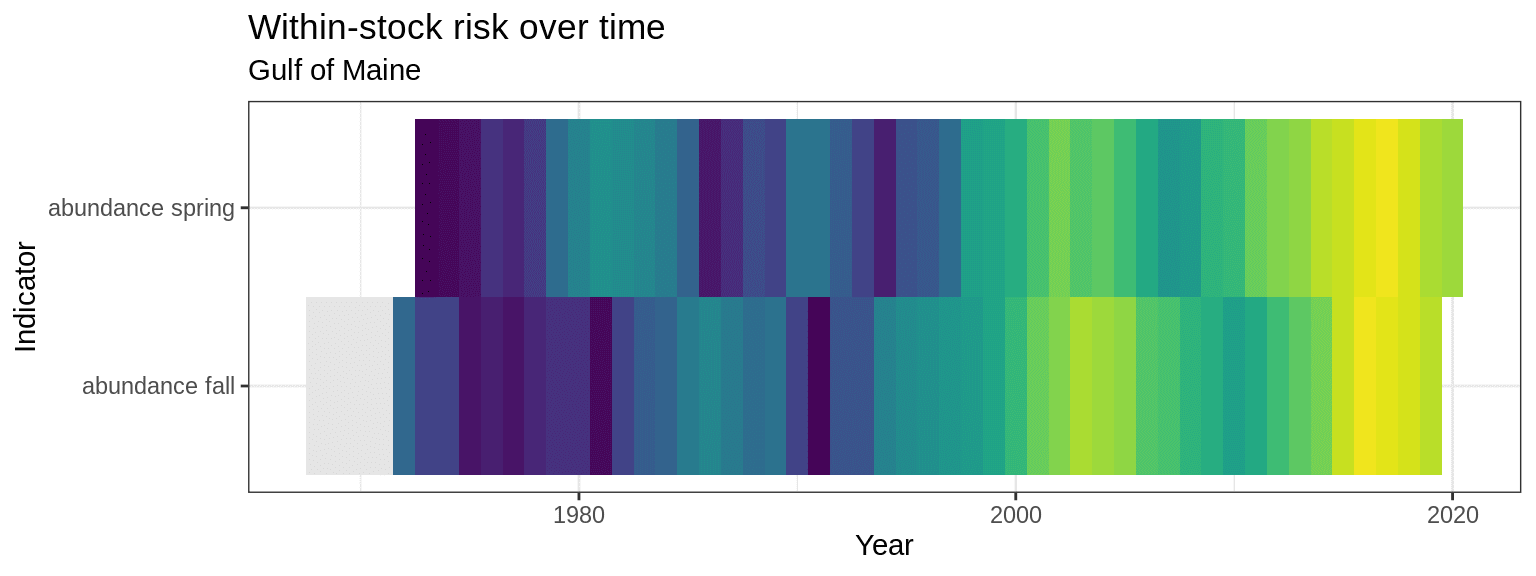 Within-stock risk over time
Gulf of Maine
Indicator
abundance spring
abundance fall
1980
2000
2020
Year